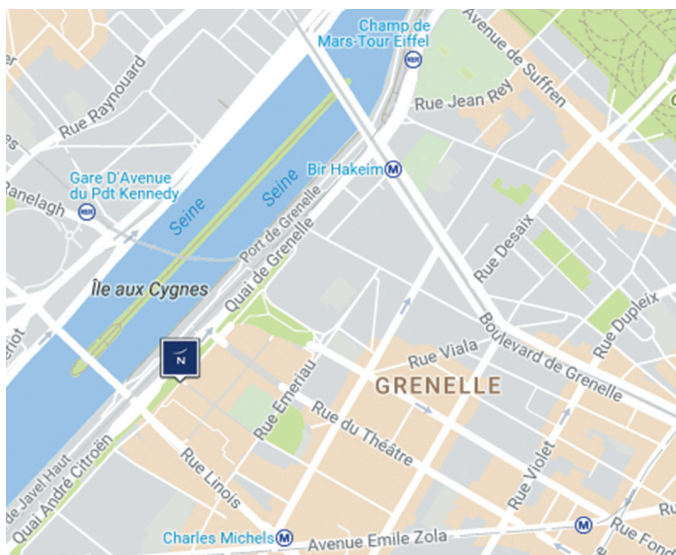 Champ de
Mars-Tour Eiffel
RER
Avenue de Suffren
Rue Raynouard
Rue Jean Rey
Bir Hakeim
M
Gare D'Avenue
du Pdt Kennedy
RER
Ranelagh
Seine
Seine
Port de Grenelle
Quai de Grenelle
Rue Desaix
Île aux Cygnes
Rue Dupleix
Boulevard de Grenelle
N
Rue Viala
GRENELLE
Rue Emeriau
Rue du Théâtre
Rue Linois
Rue Violet
de Javel Haut
Quai André Citroën
Charles Michels
M
Avenue Emile Zola
M
Rue Fond